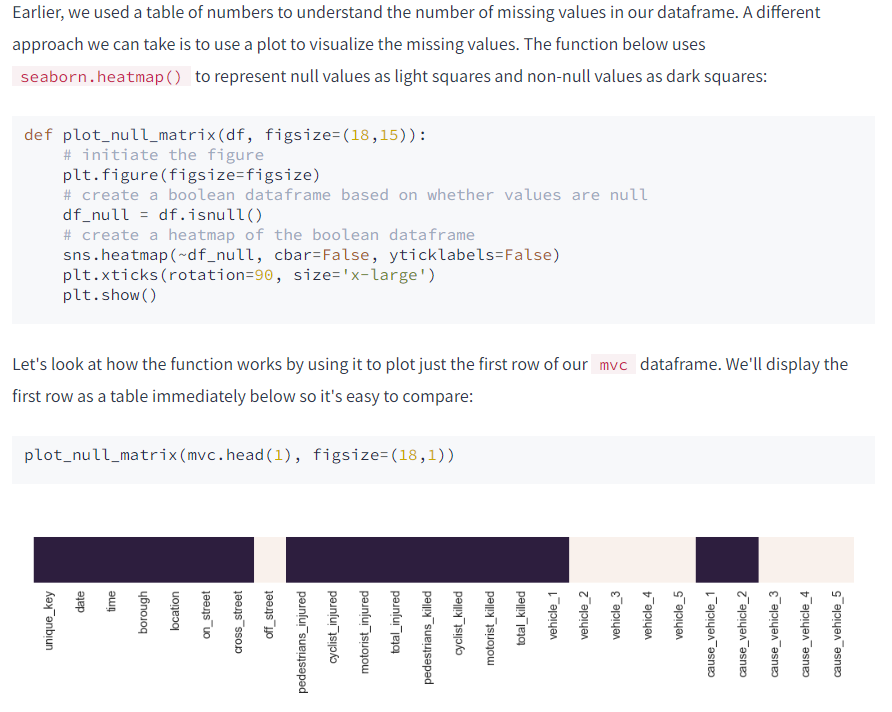 Earlier, we used a table of numbers to understand the number of missing values in our dataframe. A different
approach we can take is to use a plot to visualize the missing values. The function below uses
seaborn.heatmap() to represent null values as light squares and non-null values as dark squares:
def plot_null_matrix(df, figsize=(18,15)):
    # initiate the figure
    plt.figure(figsize=figsize)
    # create a boolean dataframe based on whether values are null
    df_null = df.isnull()
    # create a heatmap of the boolean dataframe
    sns.heatmap(~df_null, cbar=False, yticklabels=False)
    plt.xticks(rotation=90, size='x-large')
    plt.show()
Let's look at how the function works by using it to plot just the first row of our mvc dataframe. We'll display the
first row as a table immediately below so it's easy to compare:
plot_null_matrix(mvc.head(1), figsize=(18,1))
unique_key
date
time
borough
location
on_street
cross_street
off_street
pedestrians_injured
cyclist_injured
motorist_injured
total_injured
pedestrians_killed
cyclist_killed
motorist_killed
total_killed
vehicle_1
vehicle_2
vehicle_3
vehicle_4
vehicle_5
cause_vehicle_1
cause_vehicle_2
cause_vehicle_3
cause_vehicle_4
cause_vehicle_5